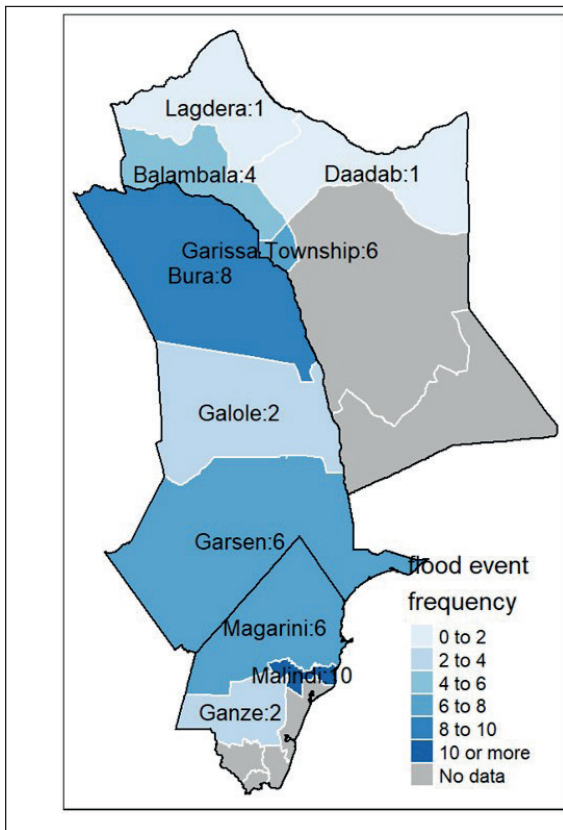 Lagdera:1
Balambala:4
Daadab:1
Garissa Township:6
Bura:8
Galole:2
Garsen:6
Magarini:6
Malindi:10
Ganze:2
flood event
frequency
0 to 2
2 to 4
4 to 6
6 to 8
8 to 10
10 or more
No data